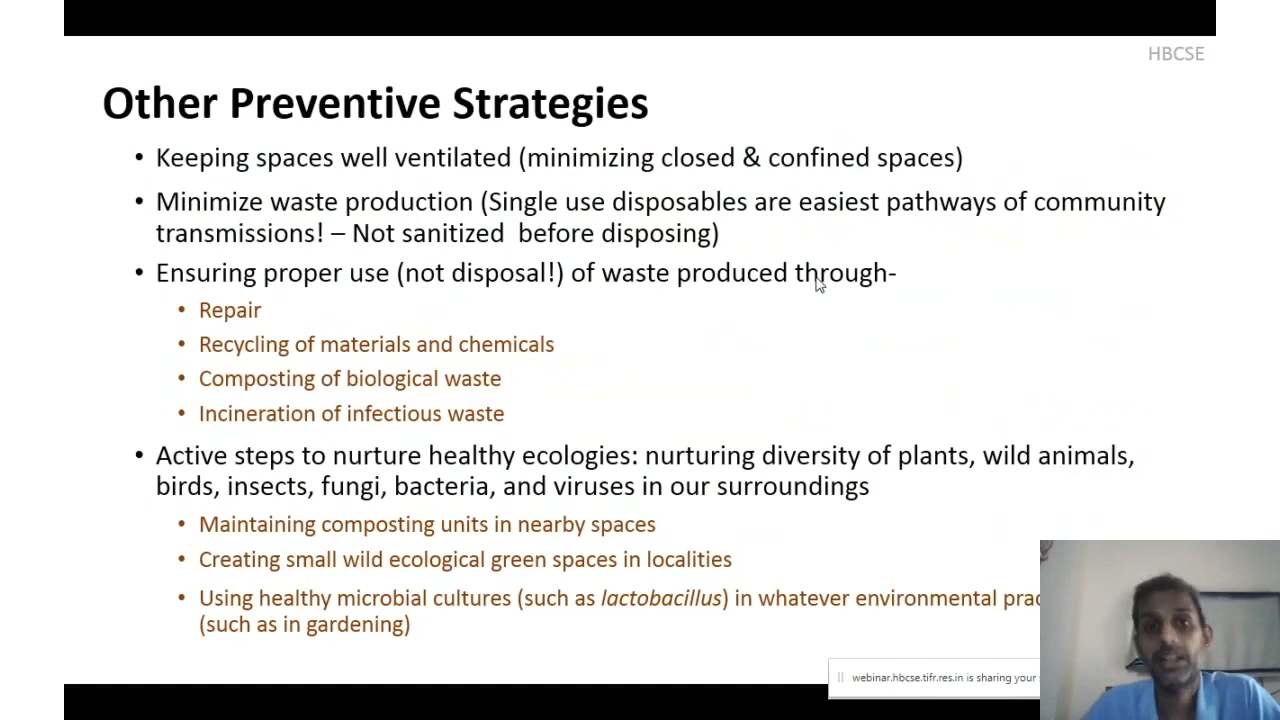 HBCSE
Other Preventive Strategies
• Keeping spaces well ventilated (minimizing closed & confined spaces)
• Minimize waste production (Single use disposables are easiest pathways of community
transmissions! – Not sanitized before disposing)
• Ensuring proper use (not disposal!) of waste produced through-
• Repair
• Recycling of materials and chemicals
• Composting of biological waste
• Incineration of infectious waste
• Active steps to nurture healthy ecologies: nurturing diversity of plants, wild animals,
birds, insects, fungi, bacteria, and viruses in our surroundings
• Maintaining composting units in nearby spaces
• Creating small wild ecological green spaces in localities
• Using healthy microbial cultures (such as lactobacillus) in whatever environmental
(such as in gardening)
webinar.hbcse.tifr.res.in is sharing your